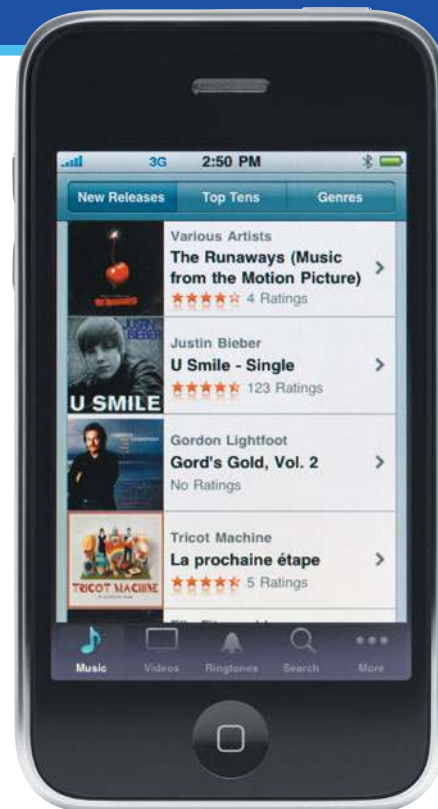 3G 2:50 PM
New Releases Top Tens Genres
Various Artists
The Runaways (Music
from the Motion Picture)
4 Ratings
JUSTIN
BIEBER
U SMILE
Justin Bieber
U Smile - Single
123 Ratings
Gordon Lightfoot
Gord's Gold, Vol. 2
No Ratings
TRICOT MACHINE
Tricot Machine
La prochaine étape
5 Ratings
Music Videos Ringtones Search More